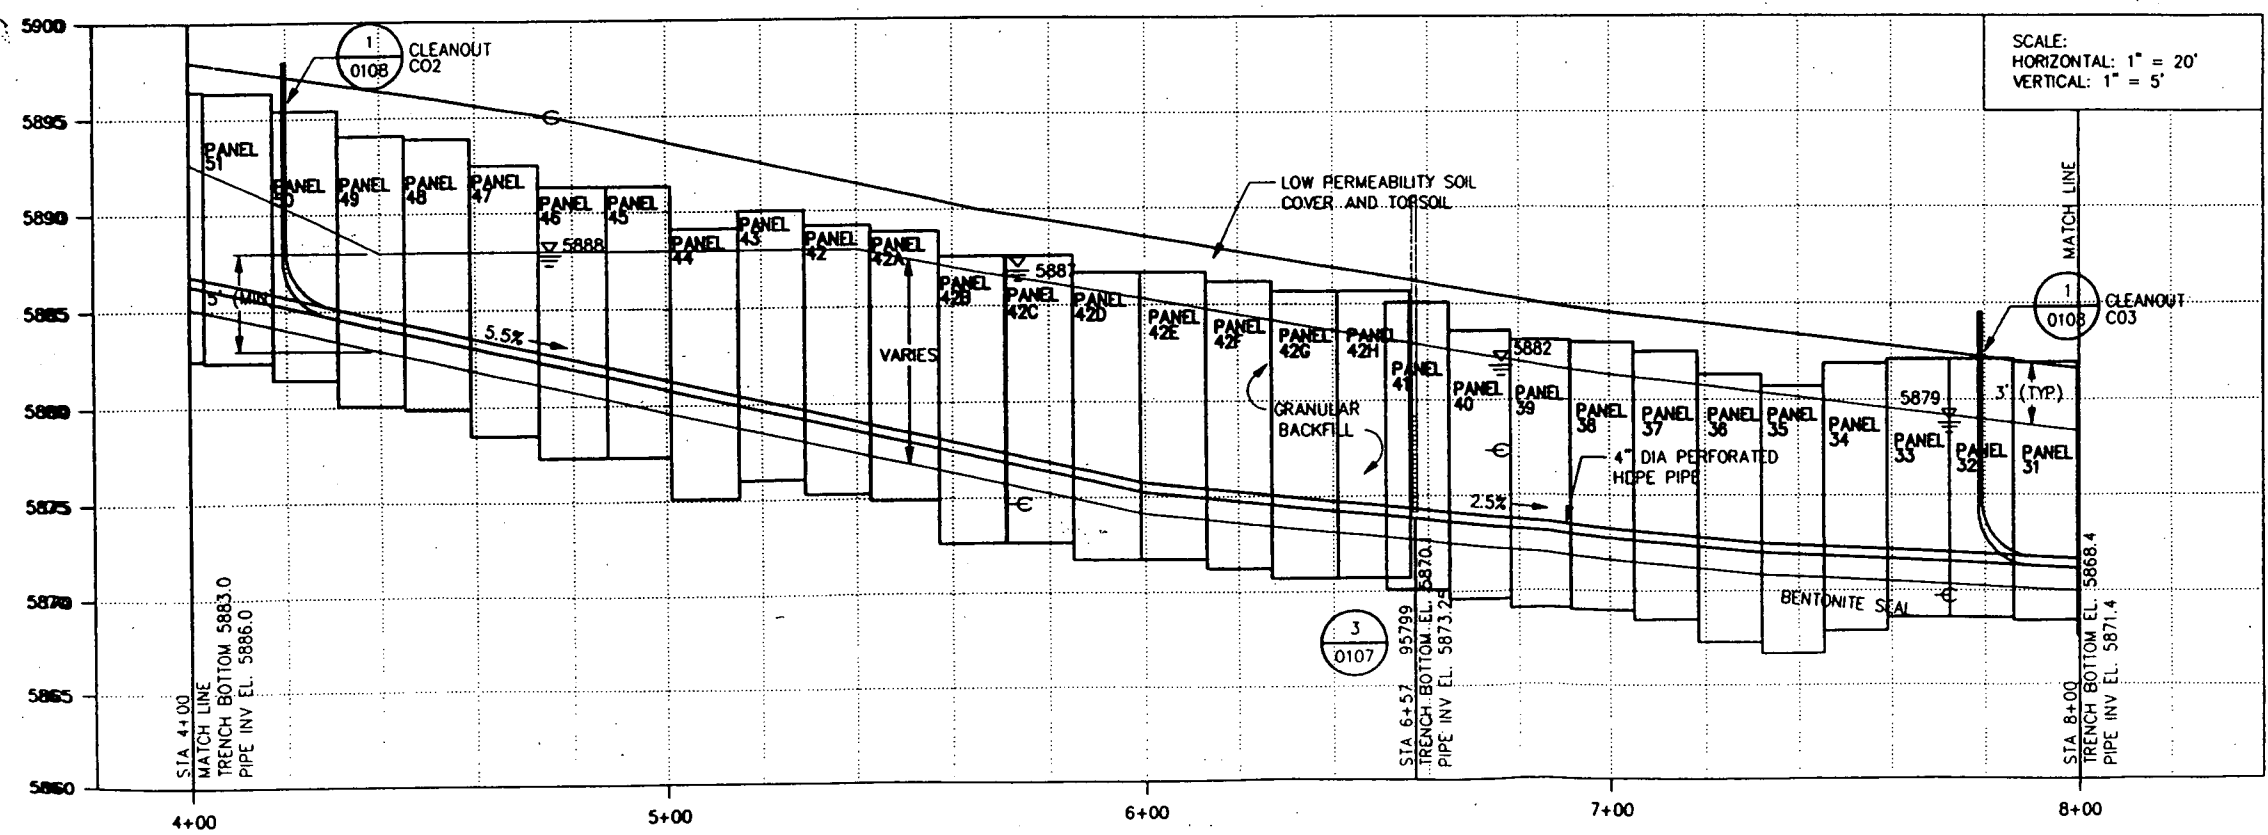 5900
5895
5890
5885
5880
5875
5870
5865
5860
1
0108
CLEANOUT
CO2
SCALE:
HORIZONTAL: 1" = 20'
VERTICAL: 1" = 5'
PANEL
51
PANEL
50
PANEL
49
PANEL
48
PANEL
47
PANEL
46
PANEL
45
PANEL
44
PANEL
43
PANEL
42
PANEL
42A
PANEL
42B
PANEL
42C
PANEL
42D
PANEL
42E
PANEL
42F
PANEL
42G
PANEL
42H
PANEL
41
PANEL
40
PANEL
39
PANEL
38
PANEL
37
PANEL
36
PANEL
35
PANEL
34
PANEL
33
PANEL
32
PANEL
31
5888
5887
5882
5879
LOW PERMEABILITY SOIL
COVER AND TOPSOIL
MATCH LINE
1
0108
CLEANOUT
CO3
3' (TYP)
5.5%
VARIES
GRANULAR
BACKFILL
4" DIA PERFORATED
HDPE PIPE
2.5%
BENTONITE SEAL
3
0107
STA 4+00
MATCH LINE
TRENCH BOTTOM 5883.0
PIPE INV EL. 5886.0
STA 6+57 95799
TRENCH BOTTOM EL. 5870.1
PIPE INV EL. 5873.25
STA 8+00
TRENCH BOTTOM EL. 5868.4
PIPE INV EL. 5871.4
4+00
5+00
6+00
7+00
8+00